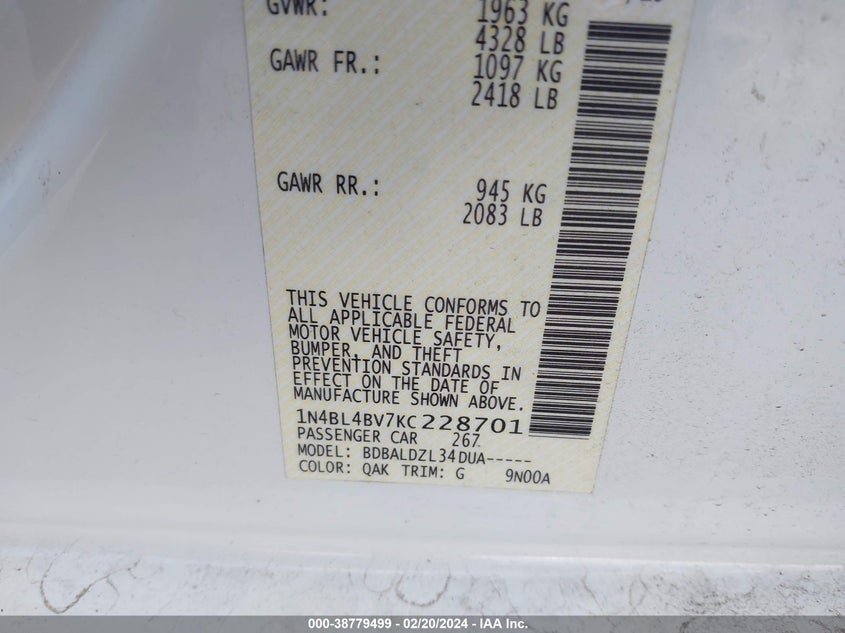 GVWR: 1963 KG
4328 LB
GAWR FR.: 1097 KG
2418 LB
GAWR RR.: 945 KG
2083 LB
THIS VEHICLE CONFORMS TO
ALL APPLICABLE FEDERAL
MOTOR VEHICLE SAFETY,
BUMPER, AND THEFT
PREVENTION STANDARDS IN
EFFECT ON THE DATE OF
MANUFACTURE SHOWN ABOVE.
1N4BL4BV7KC228701
PASSENGER CAR 267
MODEL: BDBALDZL34DUA-----
COLOR: QAK TRIM: G 9N00A
000-38779499 - 02/20/2024 - IAA Inc.